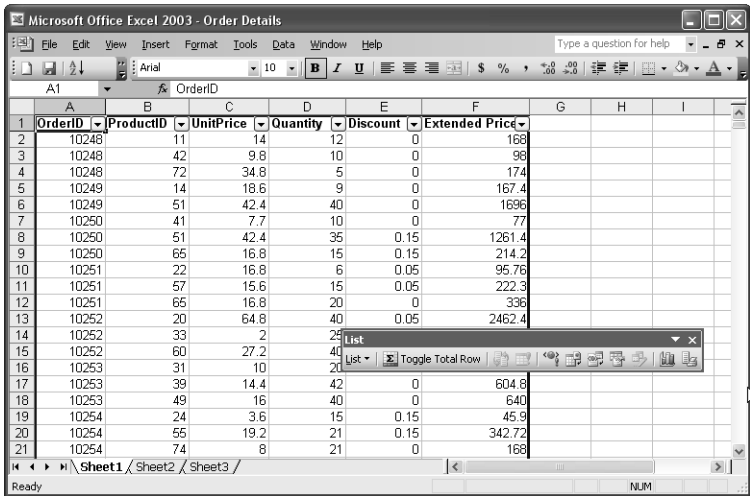 Microsoft Office Excel 2003 - Order Details
File Edit View Insert Format Tools Data Window Help Type a question for help
Arial 10 B I U $ % ,
A1 fx OrderID
A B C D E F G H I
1 OrderID ProductID UnitPrice Quantity Discount Extended Price
2 10248 11 14 12 0 168
3 10248 42 9.8 10 0 98
4 10248 72 34.8 5 0 174
5 10249 14 18.6 9 0 167.4
6 10249 51 42.4 40 0 1696
7 10250 41 7.7 10 0 77
8 10250 51 42.4 35 0.15 1261.4
9 10250 65 16.8 15 0.15 214.2
10 10251 22 16.8 6 0.05 95.76
11 10251 57 15.6 15 0.05 222.3
12 10251 65 16.8 20 0 336
13 10252 20 64.8 40 0.05 2462.4
14 10252 33 2 25
List
15 10252 60 27.2 40
List Σ Toggle Total Row
16 10253 31 10 20
17 10253 39 14.4 42 0 604.8
18 10253 49 16 40 0 640
19 10254 24 3.6 15 0.15 45.9
20 10254 55 19.2 21 0.15 342.72
21 10254 74 8 21 0 168
Sheet1 Sheet2 Sheet3
Ready NUM